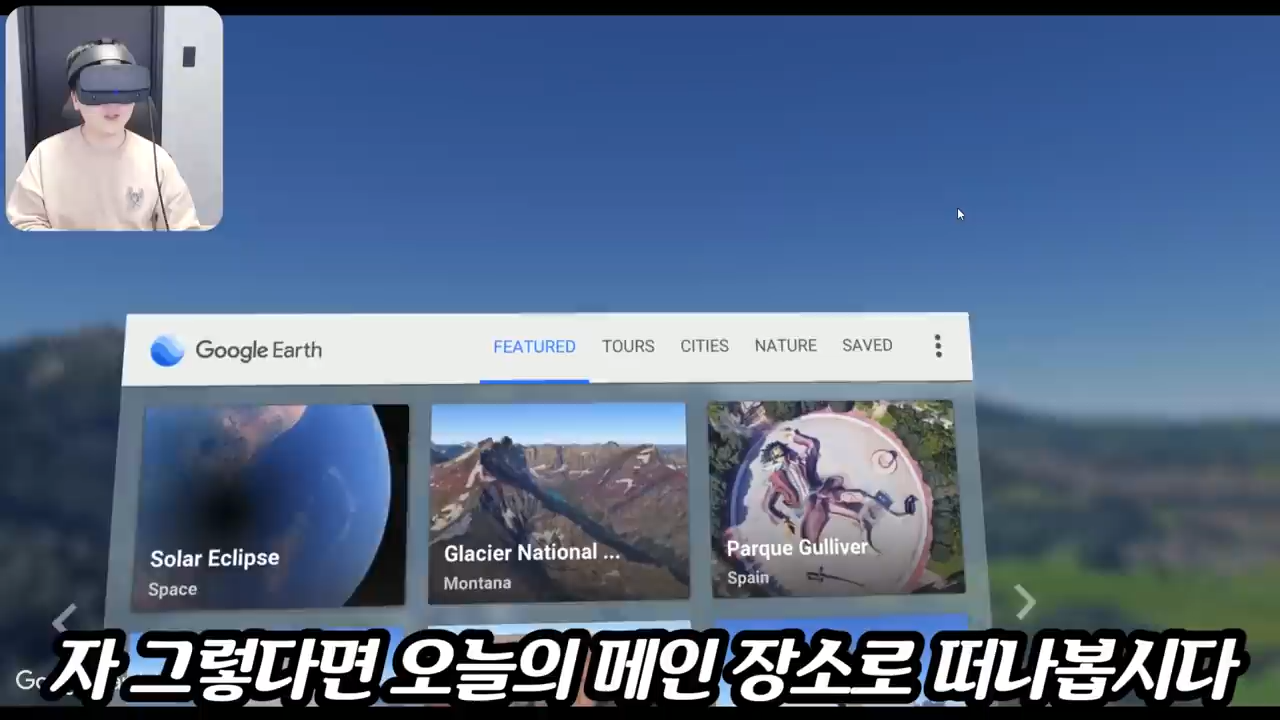 Google Earth
FEATURED TOURS CITIES NATURE SAVED
Solar Eclipse
Space
Glacier National ...
Montana
Parque Gulliver
Spain
자 그렇다면 오늘의 메인 장소로 떠나봅시다